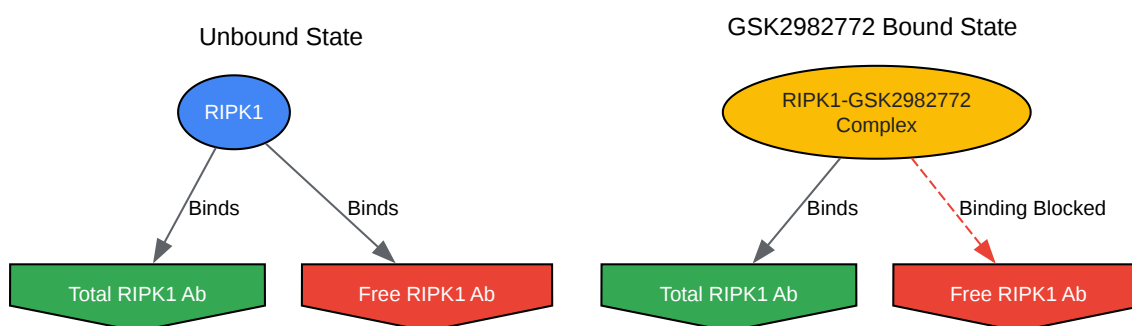 Unbound State
GSK2982772 Bound State
RIPK1
RIPK1-GSK2982772
Complex
Binds
Binds
Binds
Binding Blocked
Total RIPK1 Ab
Free RIPK1 Ab
Total RIPK1 Ab
Free RIPK1 Ab